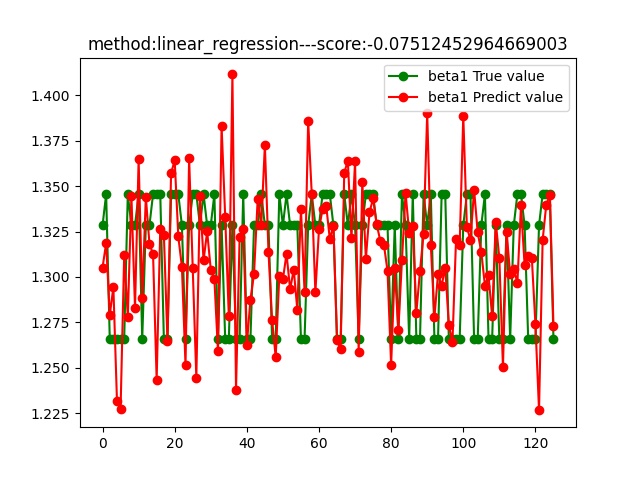 method:linear_regression---score:-0.07512452964669003
beta1 True value
beta1 Predict value
1.400
1.375
1.350
1.325
1.300
1.275
1.250
1.225
0 20 40 60 80 100 120